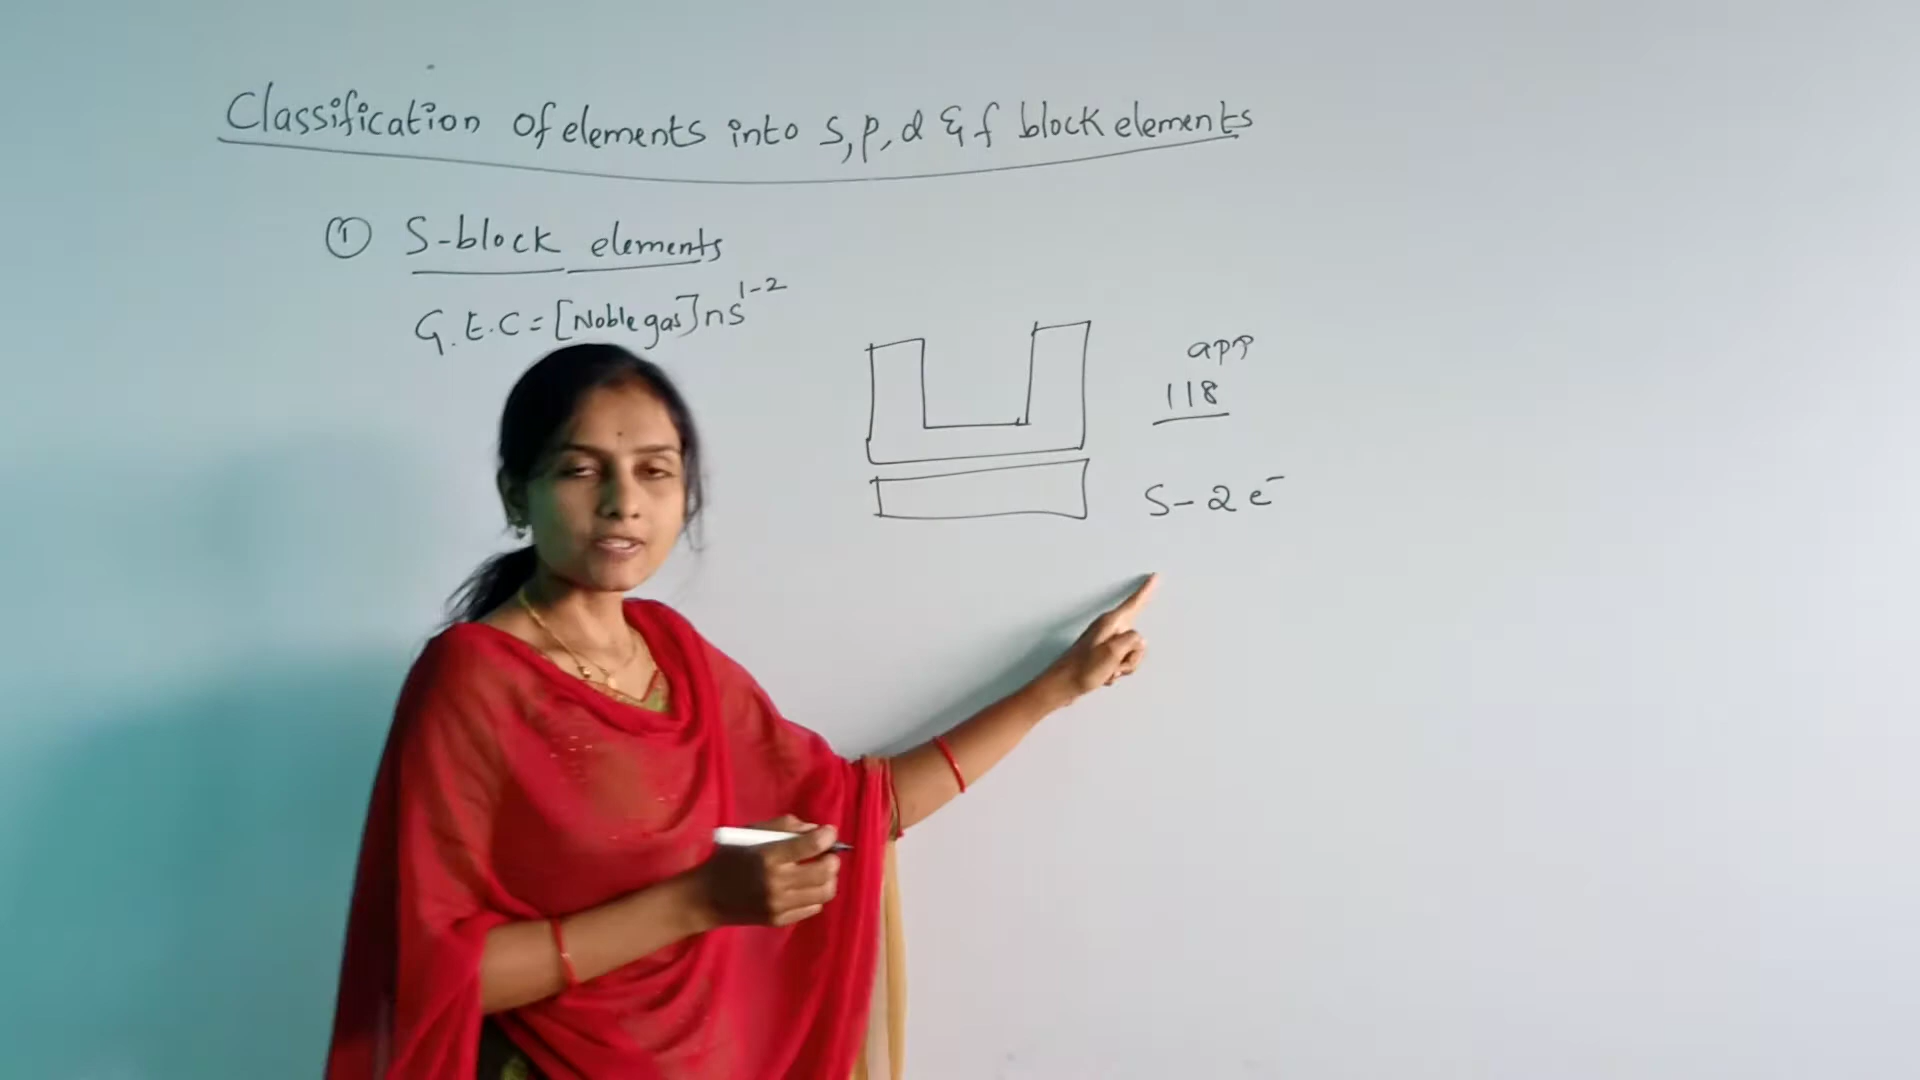 Classification of elements into s, p, d & f block elements
① S-block elements
G.E.C = [Noble gas] ns¹⁻²
app
118
S - 2e⁻